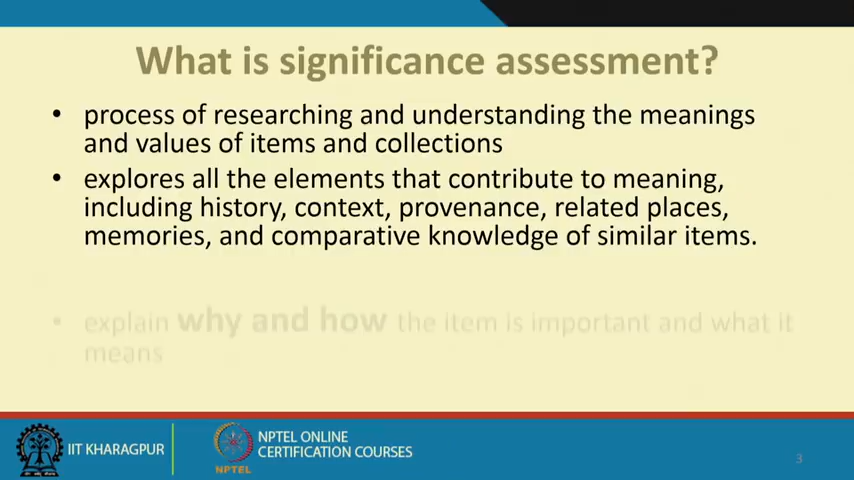 What is significance assessment?
• process of researching and understanding the meanings
and values of items and collections
• explores all the elements that contribute to meaning,
including history, context, provenance, related places,
memories, and comparative knowledge of similar items.
• explain why and how the item is important and what it
means
IIT KHARAGPUR
NPTEL
NPTEL ONLINE
CERTIFICATION COURSES
3